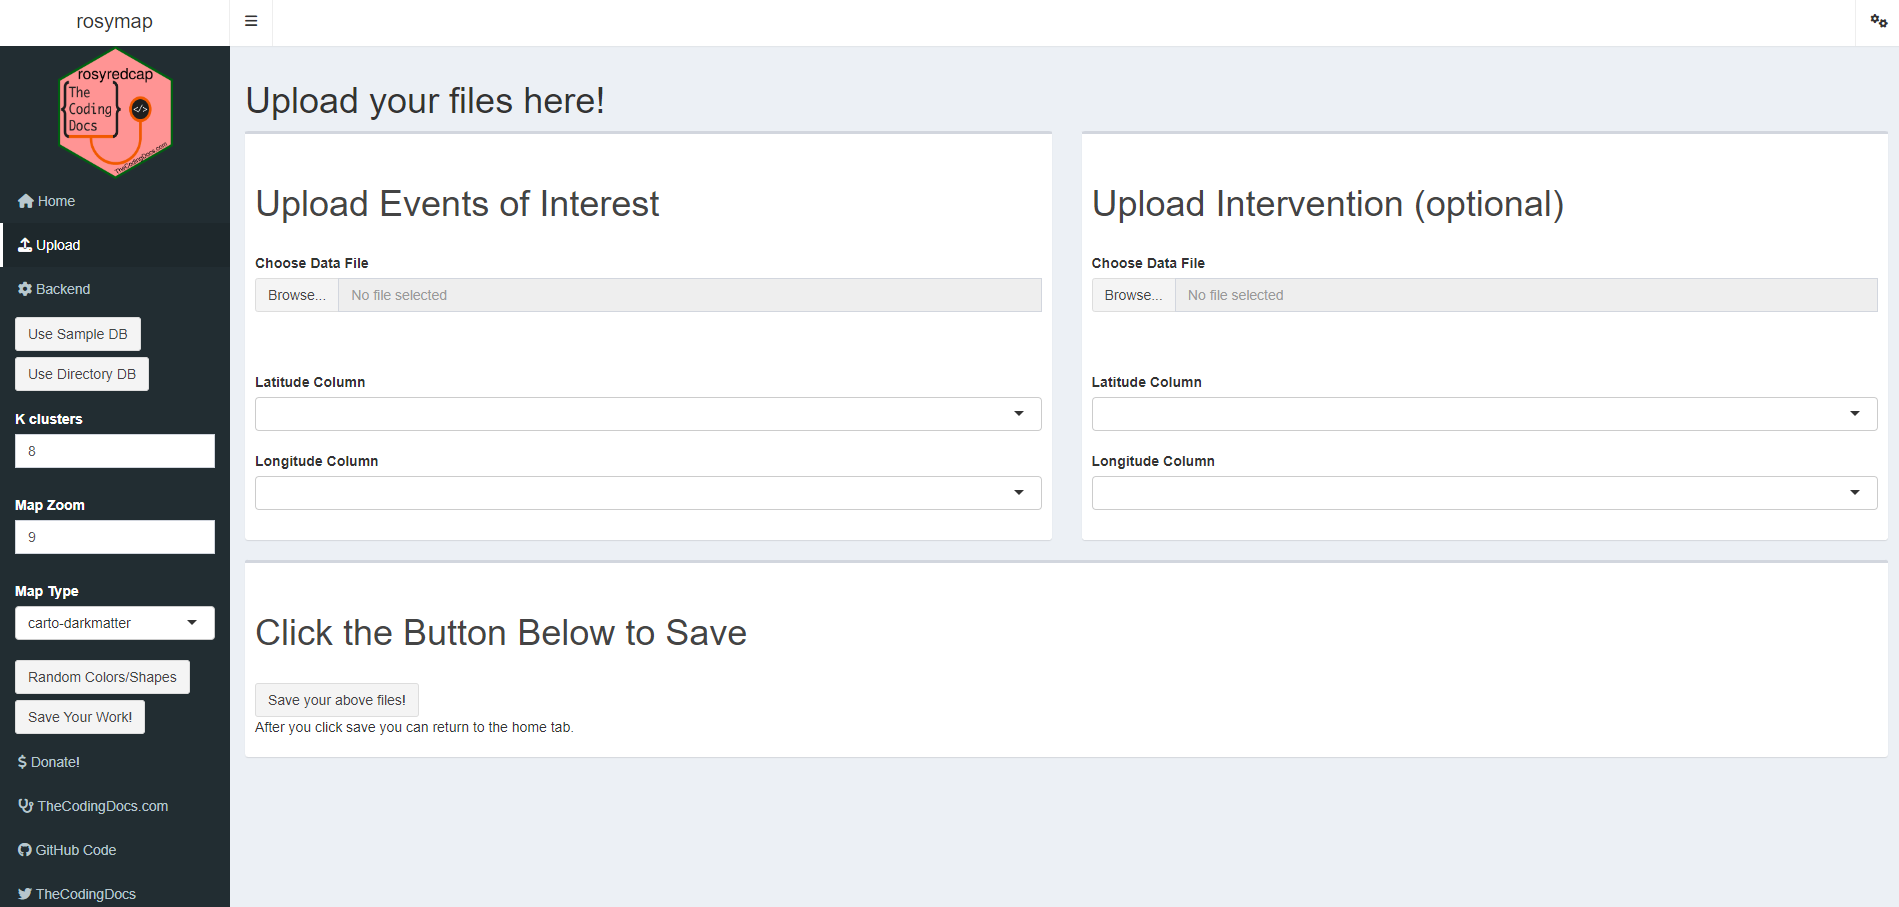 rosymap
rosyredcap
The
Coding
Docs
</>
TheCodingDocs.com
Home
Upload
Backend
Use Sample DB
Use Directory DB
K clusters
8
Map Zoom
9
Map Type
carto-darkmatter
Random Colors/Shapes
Save Your Work!
Donate!
TheCodingDocs.com
GitHub Code
TheCodingDocs
Upload your files here!
Upload Events of Interest
Choose Data File
Browse... No file selected
Latitude Column
Longitude Column
Upload Intervention (optional)
Choose Data File
Browse... No file selected
Latitude Column
Longitude Column
Click the Button Below to Save
Save your above files!
After you click save you can return to the home tab.